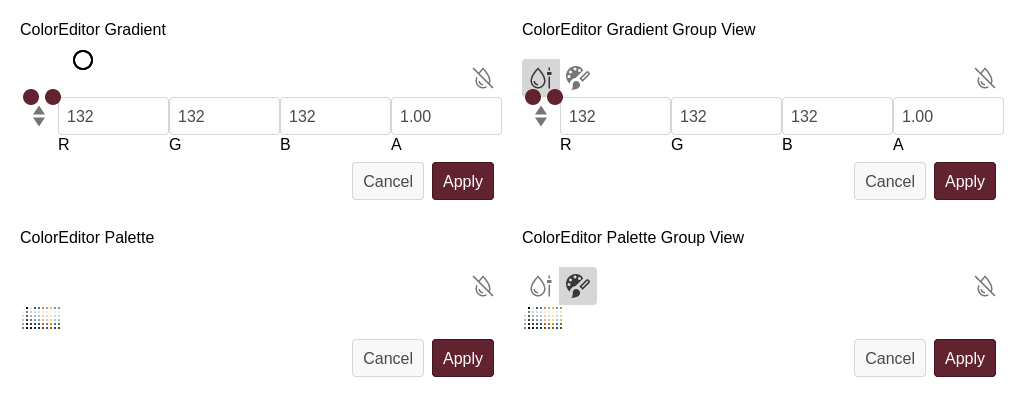 ColorEditor Gradient
132 132 132 1.00
R G B A
Cancel Apply
ColorEditor Gradient Group View
132 132 132 1.00
R G B A
Cancel Apply
ColorEditor Palette
Cancel Apply
ColorEditor Palette Group View
Cancel Apply